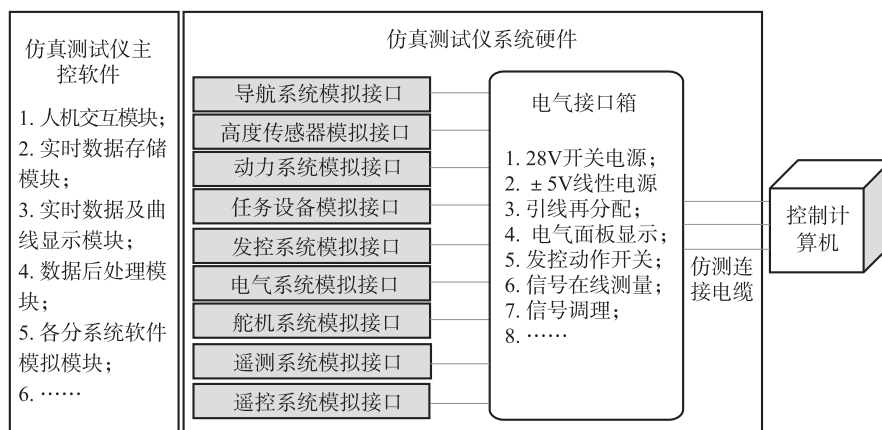 仿真测试仪主
控软件
1. 人机交互模块；
2. 实时数据存储
模块；
3. 实时数据及曲
线显示模块；
4. 数据后处理模
块；
5. 各分系统软件
模拟模块；
6. ……
仿真测试仪系统硬件
导航系统模拟接口
高度传感器模拟接口
动力系统模拟接口
任务设备模拟接口
发控系统模拟接口
电气系统模拟接口
舵机系统模拟接口
遥测系统模拟接口
遥控系统模拟接口
电气接口箱
1. 28V开关电源；
2. ±5V线性电源
3. 引线再分配；
4. 电气面板显示；
5. 发控动作开关；
6. 信号在线测量；
7. 信号调理；
8. ……
仿测连
接电缆
控制计
算机